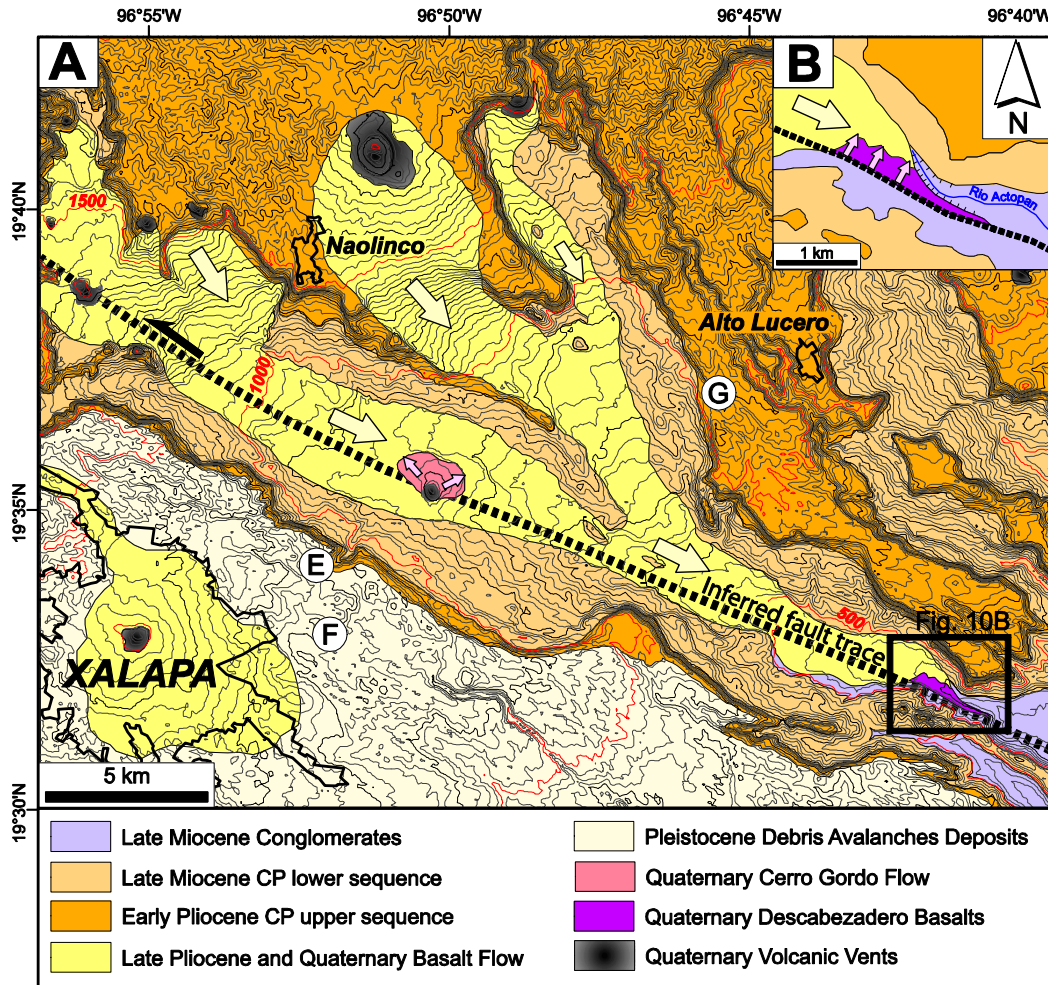 96°55'W
96°50'W
96°45'W
96°40'W
A
B
N
19°40'N
19°35'N
19°30'N
1500
Naolinco
Río Actopan
1 km
Alto Lucero
1000
G
E
F
Inferred fault trace
500
Fig. 10B
XALAPA
5 km
Late Miocene Conglomerates
Late Miocene CP lower sequence
Early Pliocene CP upper sequence
Late Pliocene and Quaternary Basalt Flow
Pleistocene Debris Avalanches Deposits
Quaternary Cerro Gordo Flow
Quaternary Descabezadero Basalts
Quaternary Volcanic Vents